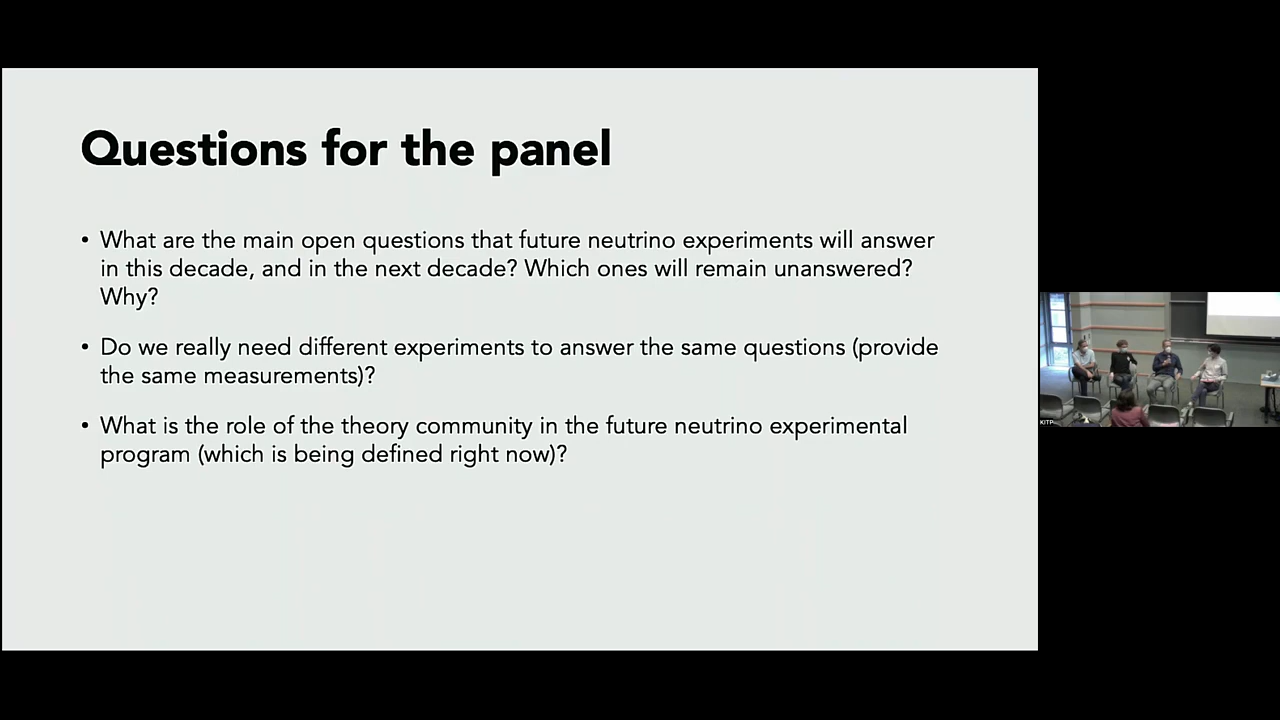 Questions for the panel
• What are the main open questions that future neutrino experiments will answer
in this decade, and in the next decade? Which ones will remain unanswered?
Why?
• Do we really need different experiments to answer the same questions (provide
the same measurements)?
• What is the role of the theory community in the future neutrino experimental
program (which is being defined right now)?
KITP